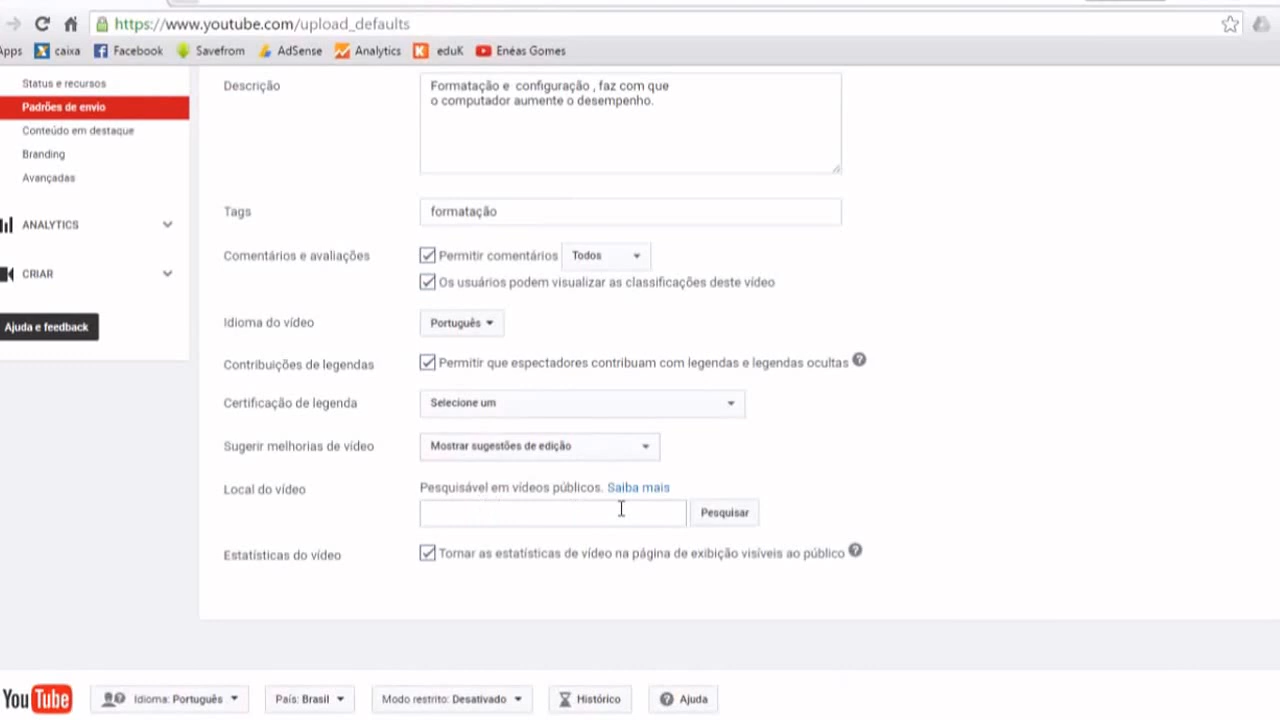 https://www.youtube.com/upload_defaults
Apps caixa Facebook Savefrom AdSense Analytics eduK Enéas Gomes
Status e recursos
Padrões de envio
Conteúdo em destaque
Branding
Avançadas
ANALYTICS
CRIAR
Ajuda e feedback
Descrição
Formatação e configuração , faz com que
o computador aumente o desempenho.
Tags
formatação
Comentários e avaliações
Permitir comentários Todos
Os usuários podem visualizar as classificações deste vídeo
Idioma do vídeo
Português
Contribuições de legendas
Permitir que espectadores contribuam com legendas e legendas ocultas ?
Certificação de legenda
Selecione um
Sugerir melhorias de vídeo
Mostrar sugestões de edição
Local do vídeo
Pesquisável em vídeos públicos. Saiba mais
Pesquisar
Estatísticas do vídeo
Tornar as estatísticas de vídeo na página de exibição visíveis ao público ?
YouTube Idioma: Português País: Brasil Modo restrito: Desativado Histórico ? Ajuda